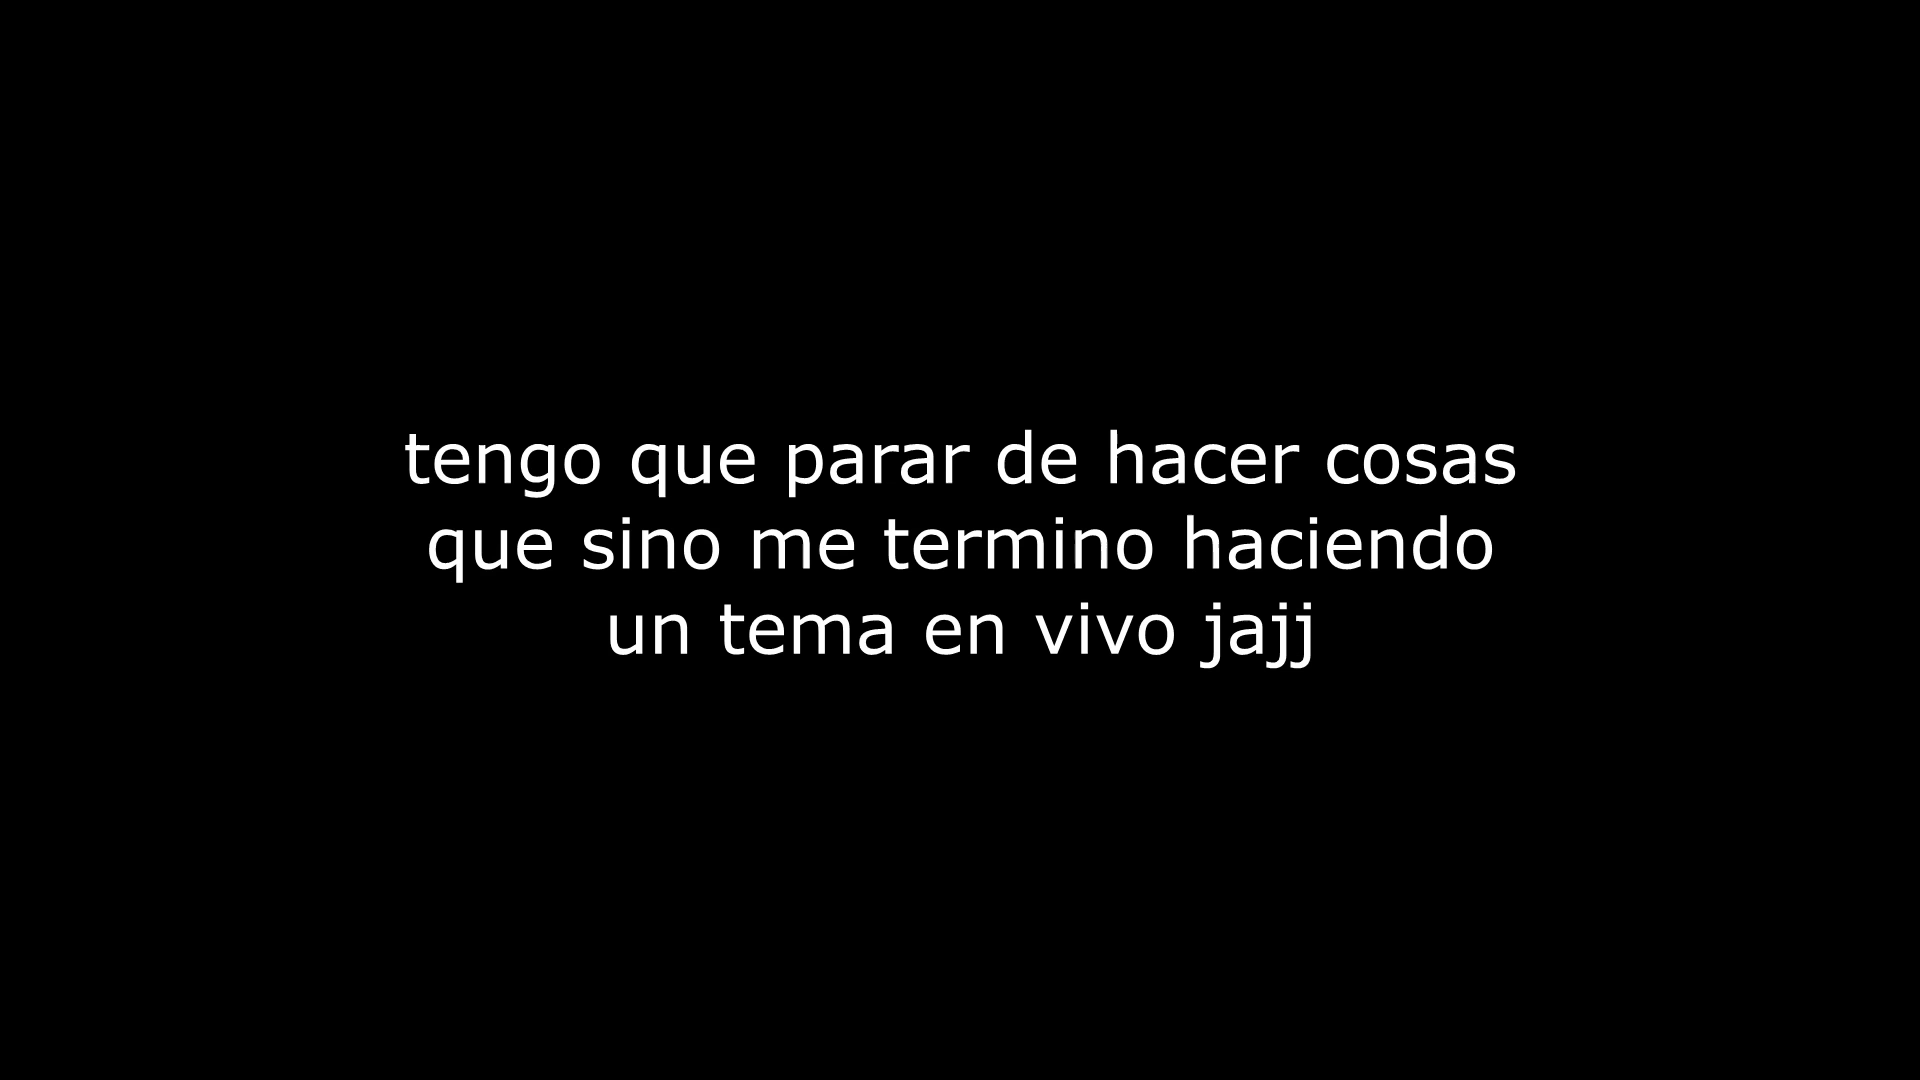 tengo que parar de hacer cosas
que sino me termino haciendo
un tema en vivo jajj